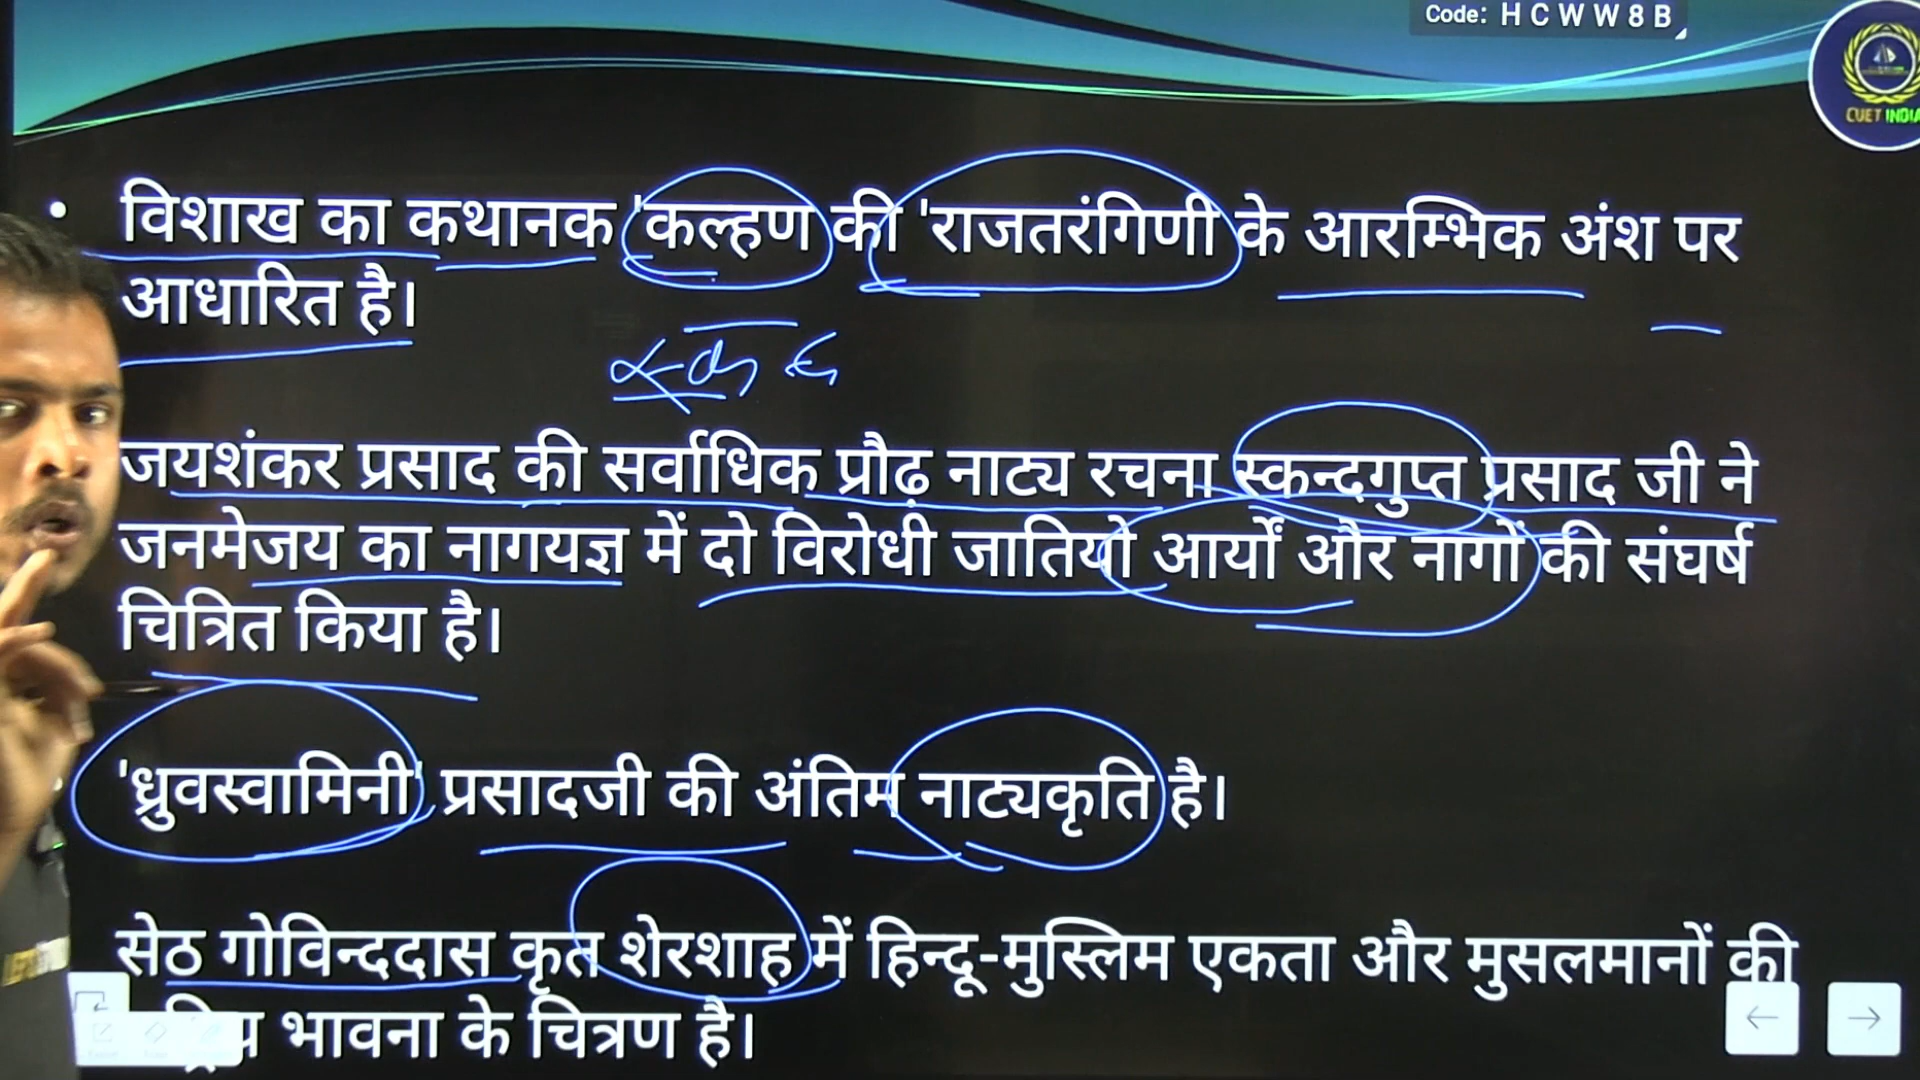 Code: H C W W 8 B
CUET INDIA
• विशाख का कथानक 'कल्हण की 'राजतरंगिणी के आरम्भिक अंश पर
आधारित है।
जयशंकर प्रसाद की सर्वाधिक प्रौढ़ नाट्य रचना स्कन्दगुप्त प्रसाद जी ने
जनमेजय का नागयज्ञ में दो विरोधी जातियो आर्यों और नागों की संघर्ष
चित्रित किया है।
'ध्रुवस्वामिनी' प्रसादजी की अंतिम नाट्यकृति है।
सेठ गोविन्ददास कृत शेरशाह में हिन्दू-मुस्लिम एकता और मुसलमानों की
भावना के चित्रण है।